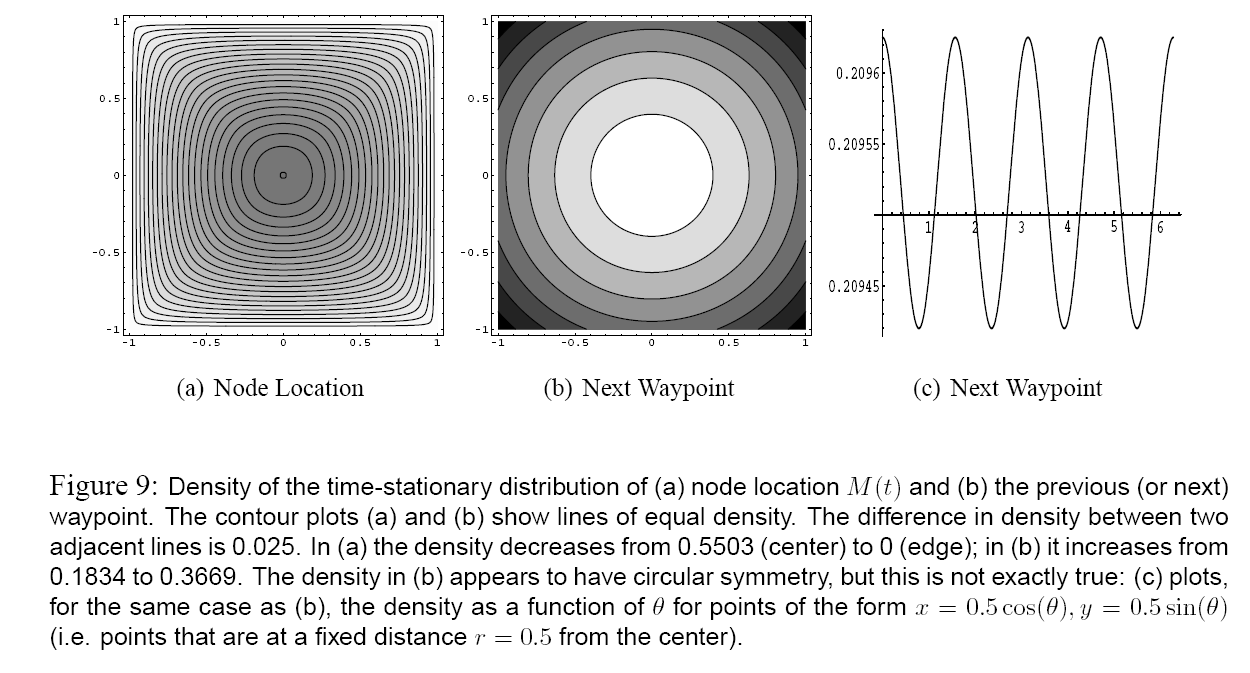 1
0.5
0
-0.5
-1
-1 -0.5 0 0.5 1
1
0.5
0
-0.5
-1
-1 -0.5 0 0.5 1
0.2096
0.20955
0.20945
1 2 3 4 5 6
(a) Node Location
(b) Next Waypoint
(c) Next Waypoint
Figure 9: Density of the time-stationary distribution of (a) node location M(t) and (b) the previous (or next)
waypoint. The contour plots (a) and (b) show lines of equal density. The difference in density between two
adjacent lines is 0.025. In (a) the density decreases from 0.5503 (center) to 0 (edge); in (b) it increases from
0.1834 to 0.3669. The density in (b) appears to have circular symmetry, but this is not exactly true: (c) plots,
for the same case as (b), the density as a function of θ for points of the form x = 0.5 cos(θ), y = 0.5 sin(θ)
(i.e. points that are at a fixed distance r = 0.5 from the center).